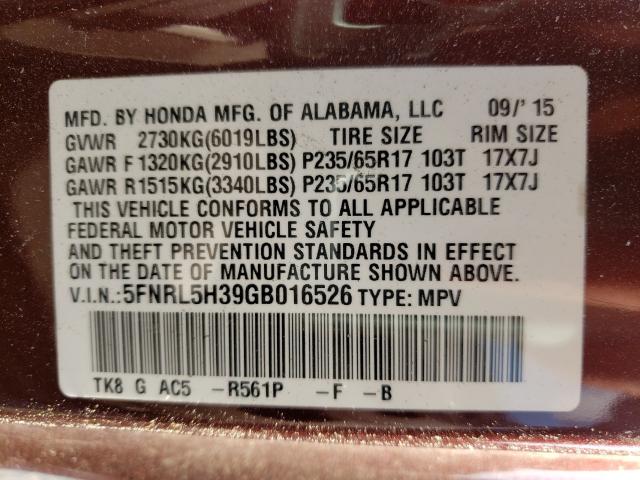 MFD. BY HONDA MFG. OF ALABAMA, LLC 09/' 15
GVWR 2730KG(6019LBS) TIRE SIZE RIM SIZE
GAWR F 1320KG(2910LBS) P235/65R17 103T 17X7J
GAWR R1515KG(3340LBS) P235/65R17 103T 17X7J
THIS VEHICLE CONFORMS TO ALL APPLICABLE
FEDERAL MOTOR VEHICLE SAFETY
AND THEFT PREVENTION STANDARDS IN EFFECT
ON THE DATE OF MANUFACTURE SHOWN ABOVE.
V.I.N.:5FNRL5H39GB016526 TYPE: MPV
TK8 G AC5 -R561P -F -B